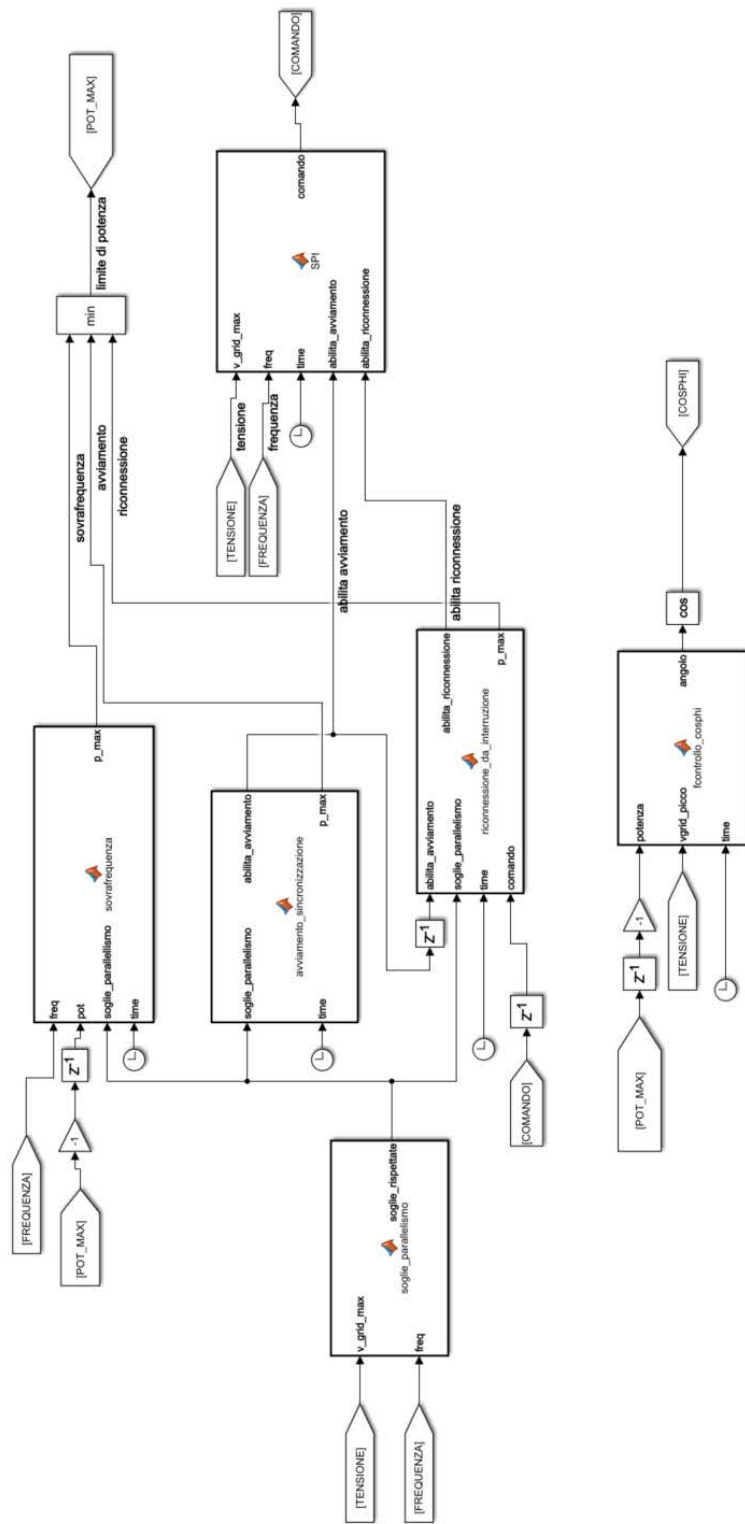 [FREQUENZA]
[POT_MAX]
-1
Z-1
freq
pot
soglie_parallellismo
time
sovrafrequenza
p_max
sovrafrequenza
avviamento
riconnessione
min
limite di potenza
[POT_MAX]
[TENSIONE]
[FREQUENZA]
v_grid_max
freq
soglie_parallelismo
soglie_rispettate
soglie_parallelismo
time
avviamento_sincronizzazione
abilita_avviamento
p_max
[TENSIONE]
[FREQUENZA]
tensione
frequenza
abilita avviamento
v_grid_max
freq
time
abilita_avviamento
abilita_riconnessione
SPI
comando
[COMANDO]
[COMANDO]
Z-1
Z-1
abilita_avviamento
soglie_parallelismo
time
comando
riconnessione_da_interruzione
abilita_riconnessione
p_max
abilita riconnessione
[POT_MAX]
Z-1
-1
[TENSIONE]
potenza
vgrid_picco
time
fcontrollo_cosphi
angolo
cos
[COSPHI]